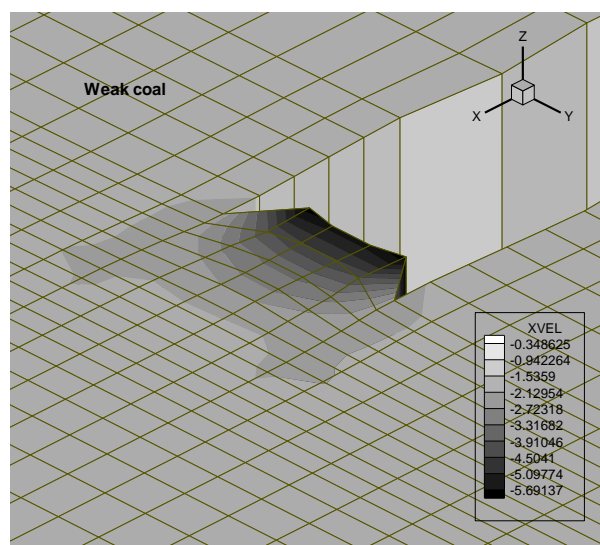 Z
Weak coal
X
Y
XVEL
-0.348625
-0.942264
-1.5359
-2.12954
-2.72318
-3.31682
-3.91046
-4.5041
-5.09774
-5.69137